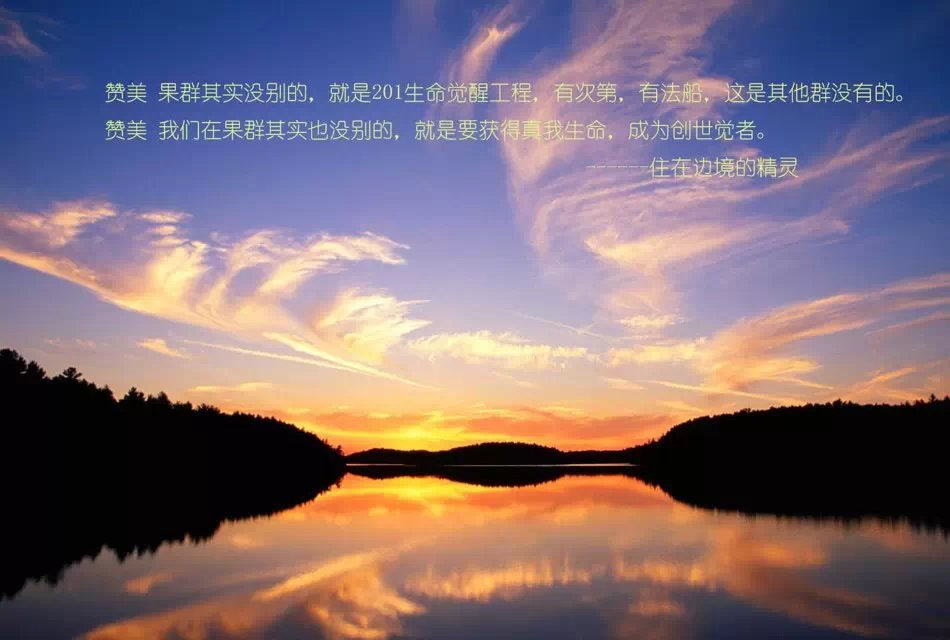 赞美 果群其实没别的，就是201生命觉醒工程，有次第，有法船，这是其他群没有的。
赞美 我们在果群其实也没别的，就是要获得真我生命，成为创世觉者。
------住在边境的精灵